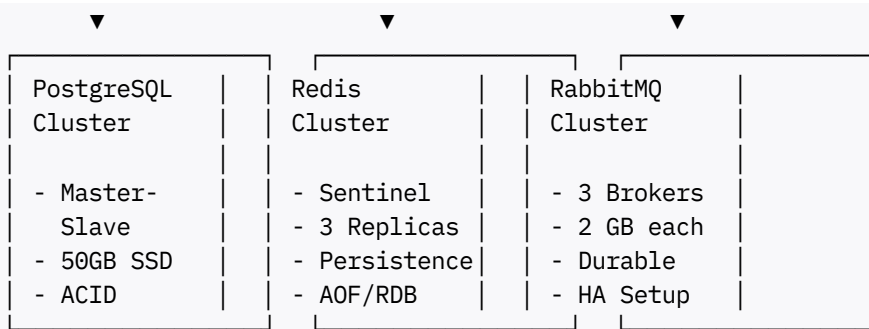 ▼ ▼ ▼
PostgreSQL Redis RabbitMQ
Cluster Cluster Cluster
- Master- - Sentinel - 3 Brokers
Slave - 3 Replicas - 2 GB each
- 50GB SSD - Persistence - Durable
- ACID - AOF/RDB - HA Setup